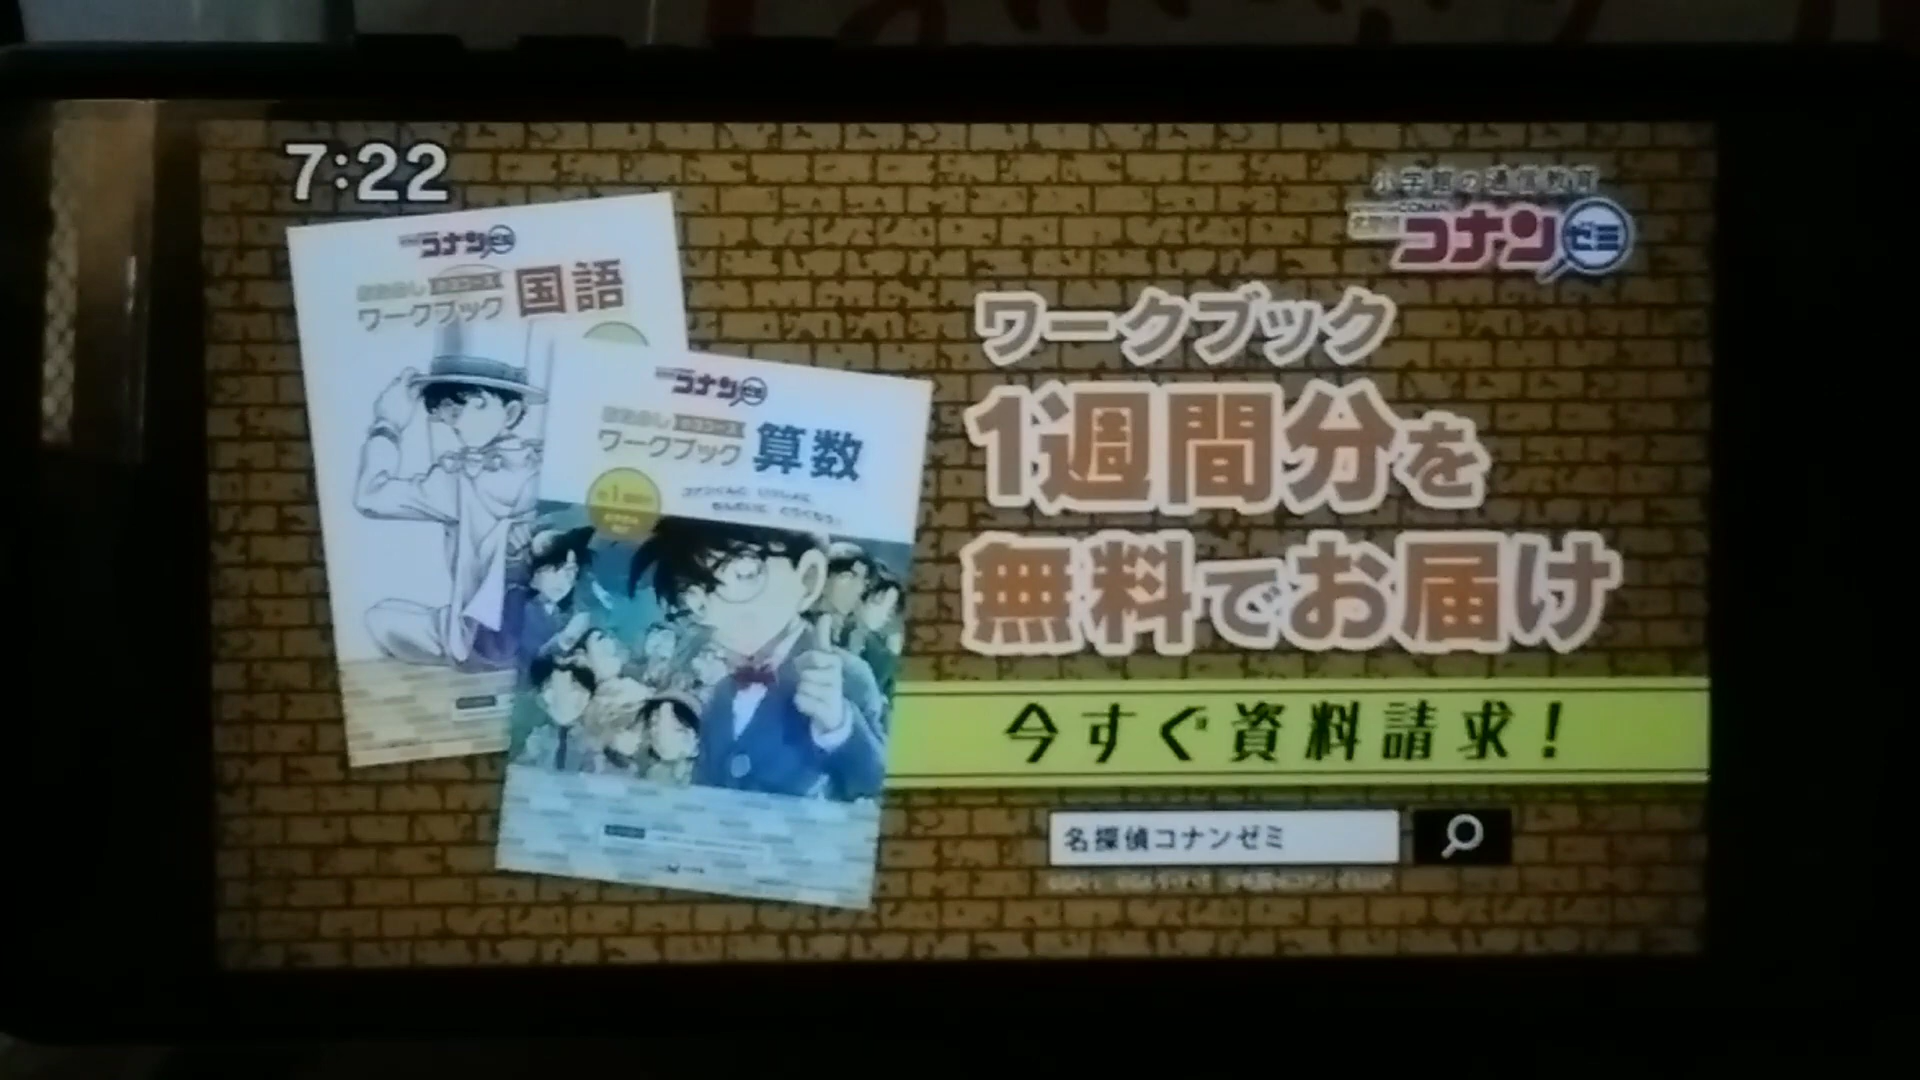 7:22
小学館の通信教育
CONAN
名探偵
コナンゼミ
コナンゼミ
ワークブック 国語
コナンゼミ
ワークブック 算数
ワークブック
1週間分を
無料でお届け
今すぐ資料請求!
名探偵コナンゼミ